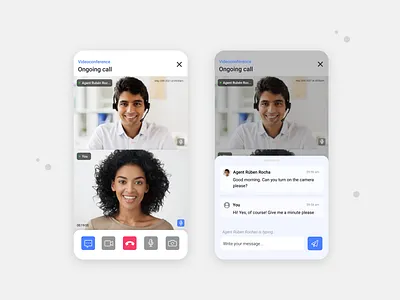 Videoconference
Ongoing call
Agent Rúben Roc...
You
Videoconference
Ongoing call
Agent Rúben Roc...
Agent Rúben Rocha
Good morning. Can you turn on the camera
please?
You
Hi! Yes, of course! Give me a minute please
Agent Rúben Rocha is typing
Write your message